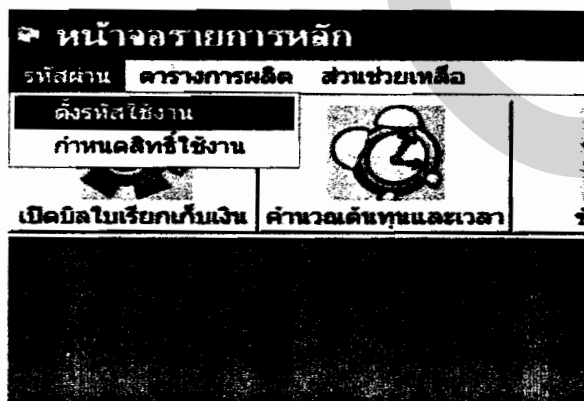 หน้าจอรายการหลัก
รหัสผ่าน ตารางการผลิต ส่วนช่วยเหลือ
ตั้งรหัสใช้งาน
กำหนดสิทธิ์ใช้งาน
เปิดบิลใบเรียกเก็บเงิน คำนวณต้นทุนและเวลา